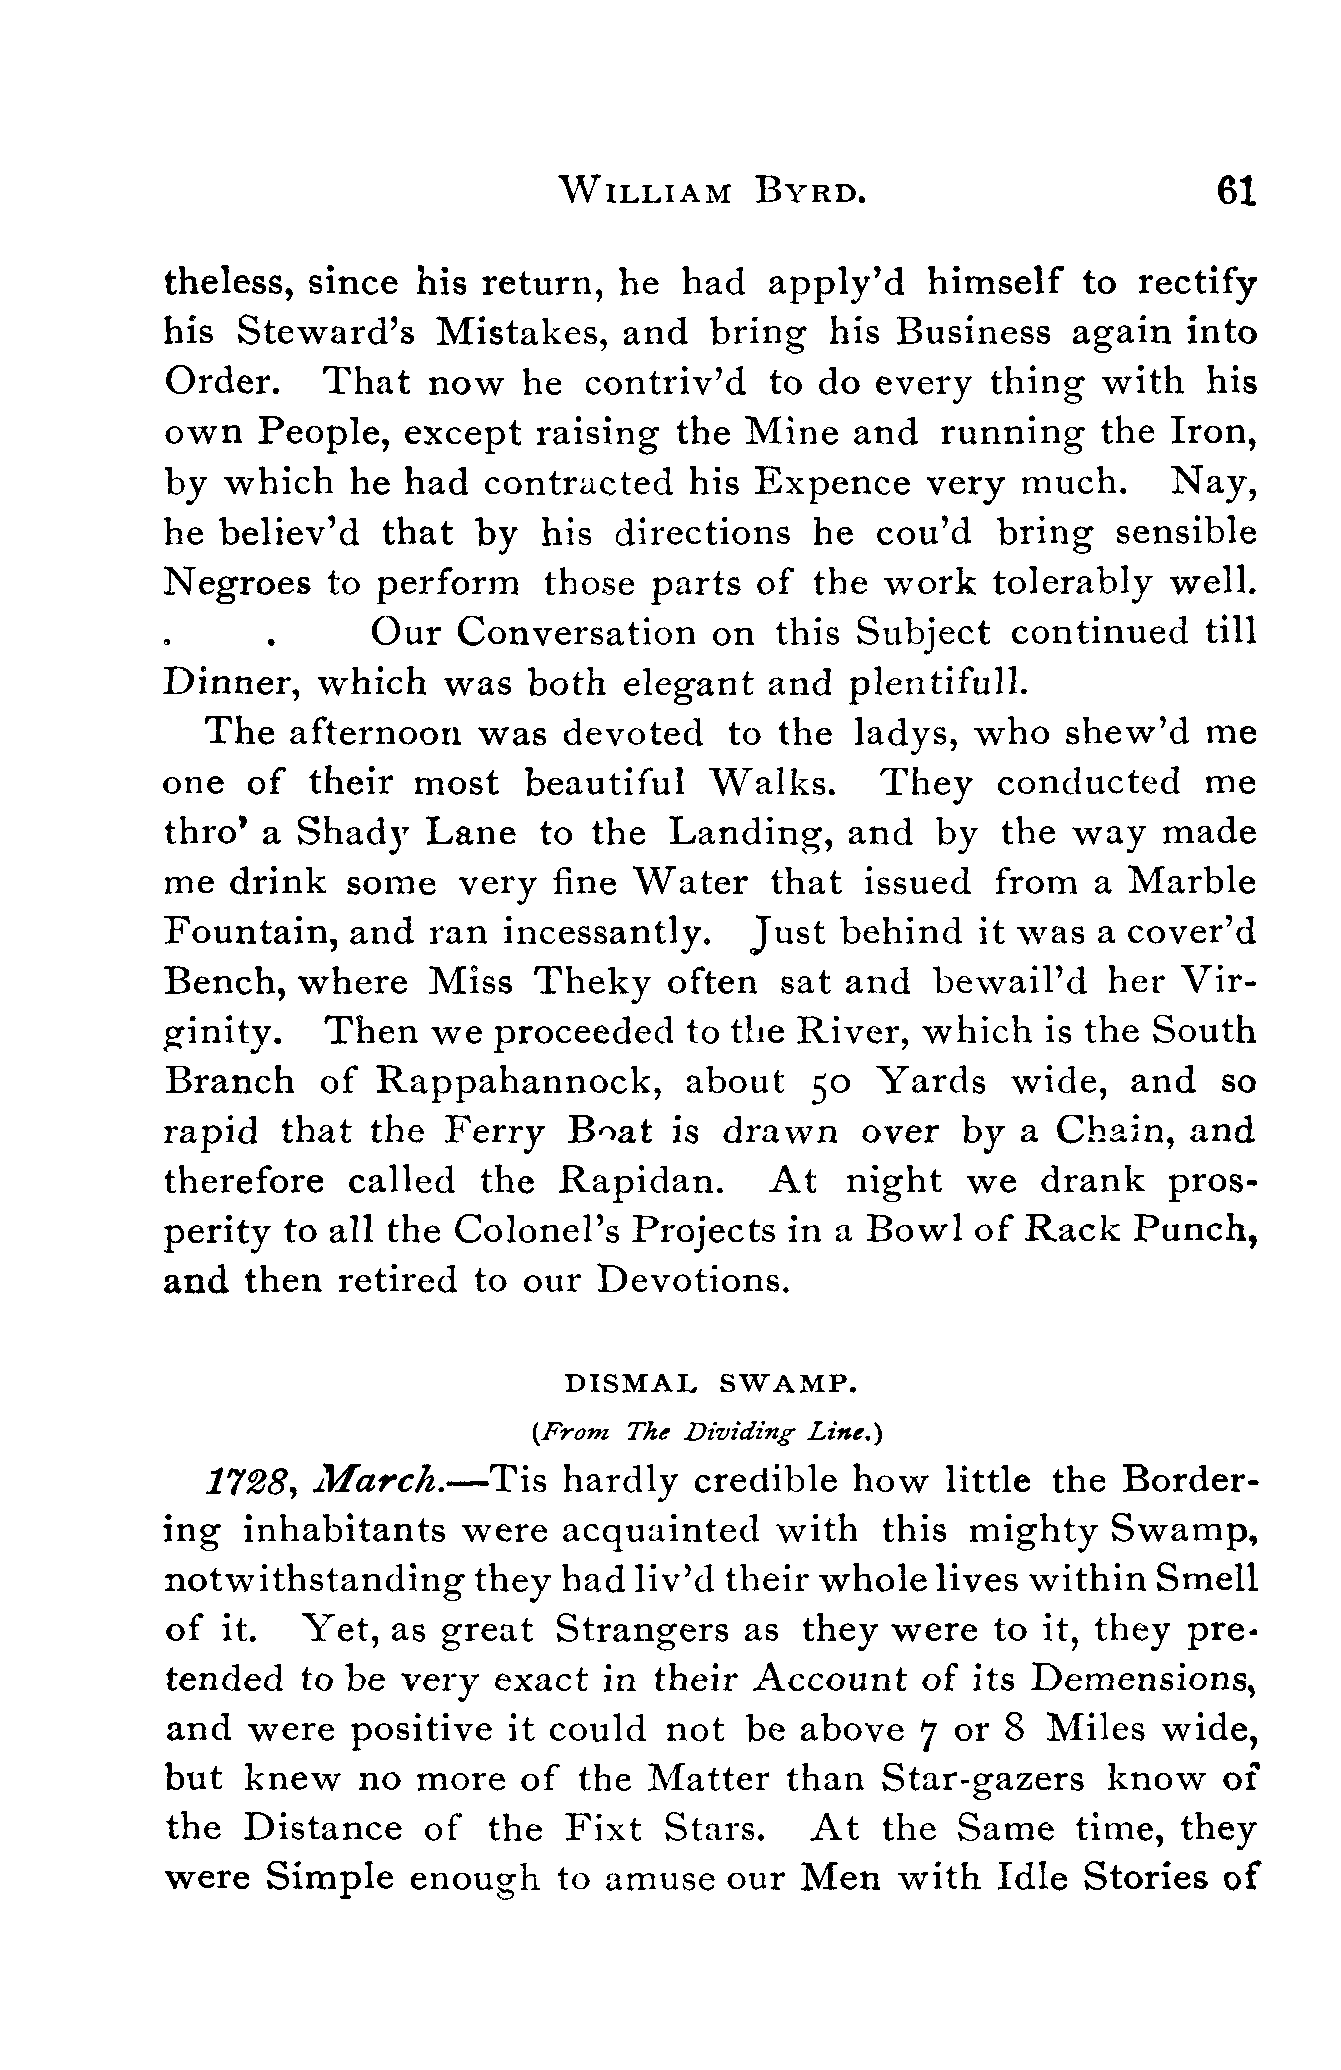 William Byrd. 61
theless, since his return, he had apply'd himself to rectify
his Steward's Mistakes, and bring his Business again into
Order. That now he contriv'd to do every thing with his
own People, except raising the Mine and running the Iron,
by which he had contracted his Expence very much. Nay,
he believ'd that by his directions he cou'd bring sensible
Negroes to perform those parts of the work tolerably well.
. . Our Conversation on this Subject continued till
Dinner, which was both elegant and plentifull.
The afternoon was devoted to the ladys, who shew'd me
one of their most beautiful Walks. They conducted me
thro' a Shady Lane to the Landing, and by the way made
me drink some very fine Water that issued from a Marble
Fountain, and ran incessantly. Just behind it was a cover'd
Bench, where Miss Theky often sat and bewail'd her Vir-
ginity. Then we proceeded to the River, which is the South
Branch of Rappahannock, about 50 Yards wide, and so
rapid that the Ferry Boat is drawn over by a Chain, and
therefore called the Rapidan. At night we drank pros-
perity to all the Colonel's Projects in a Bowl of Rack Punch,
and then retired to our Devotions.
DISMAL SWAMP.
(From The Dividing Line.)
1728, March.—Tis hardly credible how little the Border-
ing inhabitants were acquainted with this mighty Swamp,
notwithstanding they had liv'd their whole lives within Smell
of it. Yet, as great Strangers as they were to it, they pre-
tended to be very exact in their Account of its Demensions,
and were positive it could not be above 7 or 8 Miles wide,
but knew no more of the Matter than Star-gazers know of
the Distance of the Fixt Stars. At the Same time, they
were Simple enough to amuse our Men with Idle Stories of